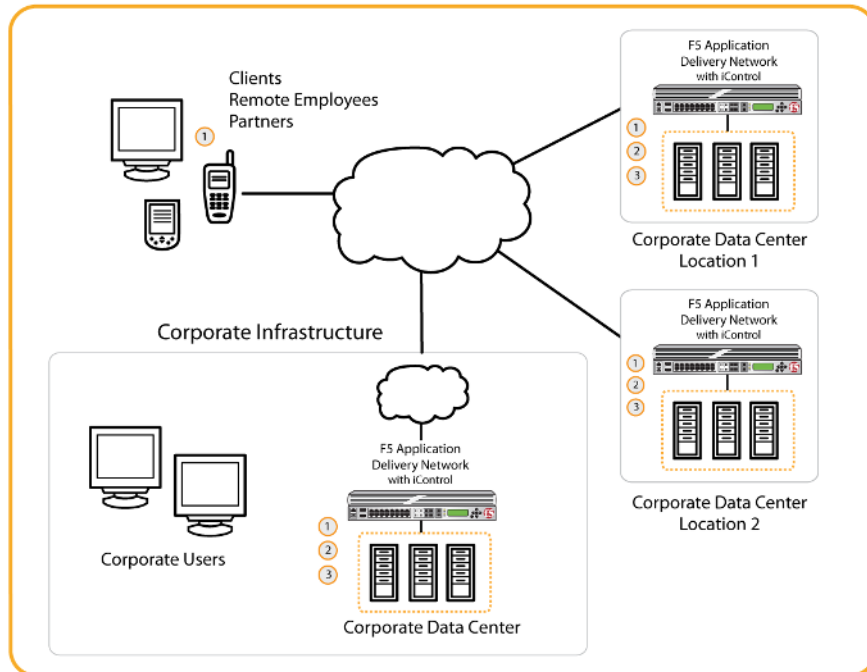 Clients
Remote Employees
Partners
1
F5 Application
Delivery Network
with iControl
1
2
3
Corporate Data Center
Location 1
F5 Application
Delivery Network
with iControl
1
2
3
Corporate Data Center
Location 2
Corporate Infrastructure
F5 Application
Delivery Network
with iControl
1
2
3
Corporate Users
Corporate Data Center